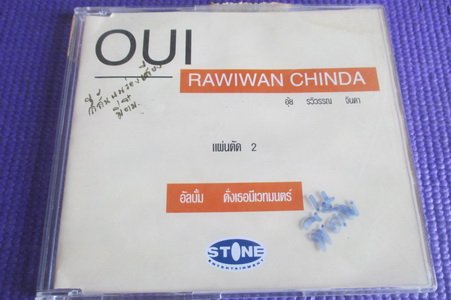 OUI
RAWIWAN CHINDA
อุ้ย รวิวรรณ จินดา
แผ่นตัด 2
อัลบั้ม ดั่งเธอมีเวทมนตร์
STONE
ENTERTAINMENT